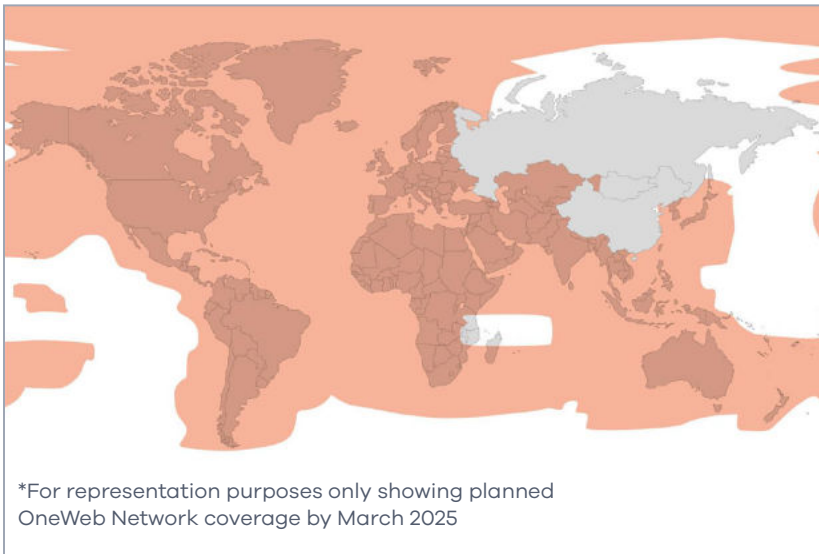 *For representation purposes only showing planned
OneWeb Network coverage by March 2025